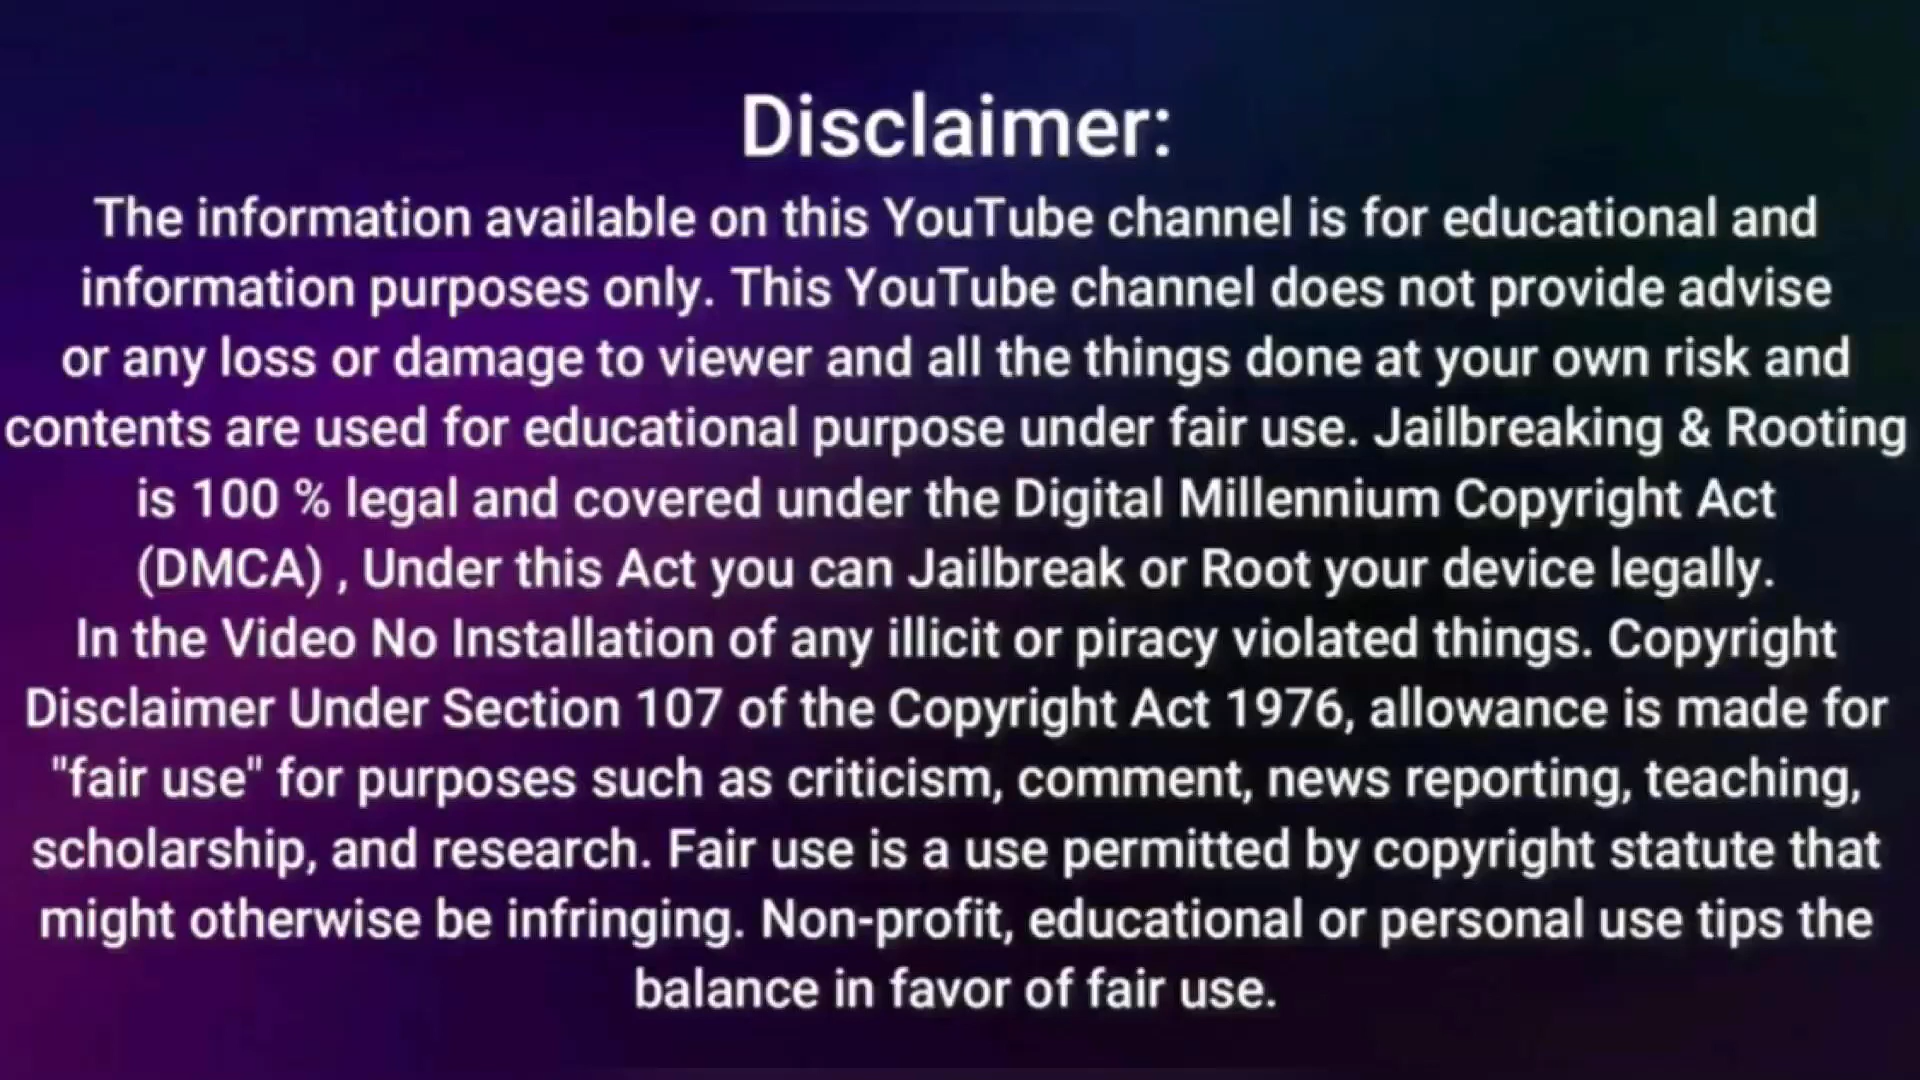 Disclaimer:
The information available on this YouTube channel is for educational and
information purposes only. This YouTube channel does not provide advise
or any loss or damage to viewer and all the things done at your own risk and
contents are used for educational purpose under fair use. Jailbreaking & Rooting
is 100 % legal and covered under the Digital Millennium Copyright Act
(DMCA) , Under this Act you can Jailbreak or Root your device legally.
In the Video No Installation of any illicit or piracy violated things. Copyright
Disclaimer Under Section 107 of the Copyright Act 1976, allowance is made for
"fair use" for purposes such as criticism, comment, news reporting, teaching,
scholarship, and research. Fair use is a use permitted by copyright statute that
might otherwise be infringing. Non-profit, educational or personal use tips the
balance in favor of fair use.